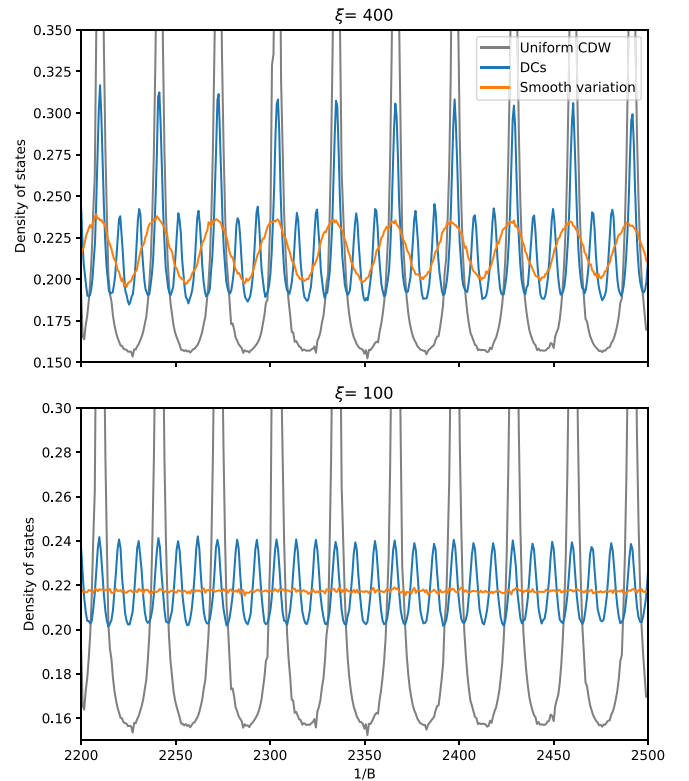 ξ= 400
0.350
0.325
0.300
0.275
0.250
0.225
0.200
0.175
0.150
Density of states
Uniform CDW
DCs
Smooth variation
ξ= 100
0.30
0.28
0.26
0.24
0.22
0.20
0.18
0.16
Density of states
2200 2250 2300 2350 2400 2450 2500
1/B